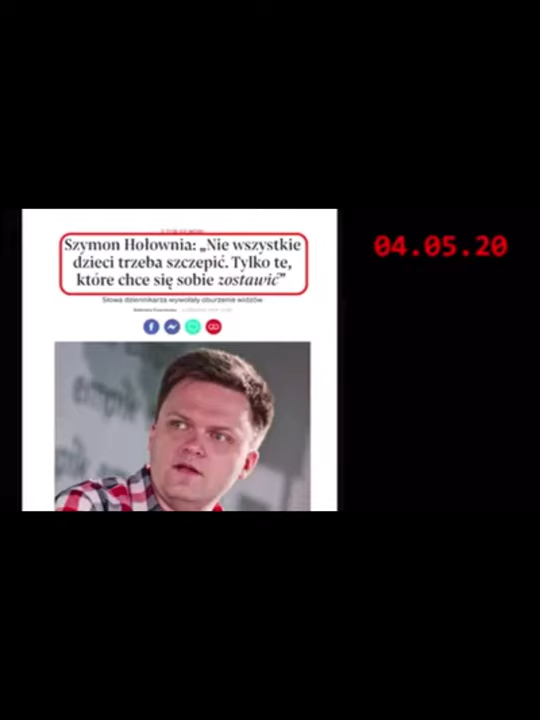 Szymon Hołownia: „Nie wszystkie
dzieci trzeba szczepić. Tylko te,
które chce się sobie zostawić”
Słowa dziennikarza wywołały oburzenie widzów
04.05.20